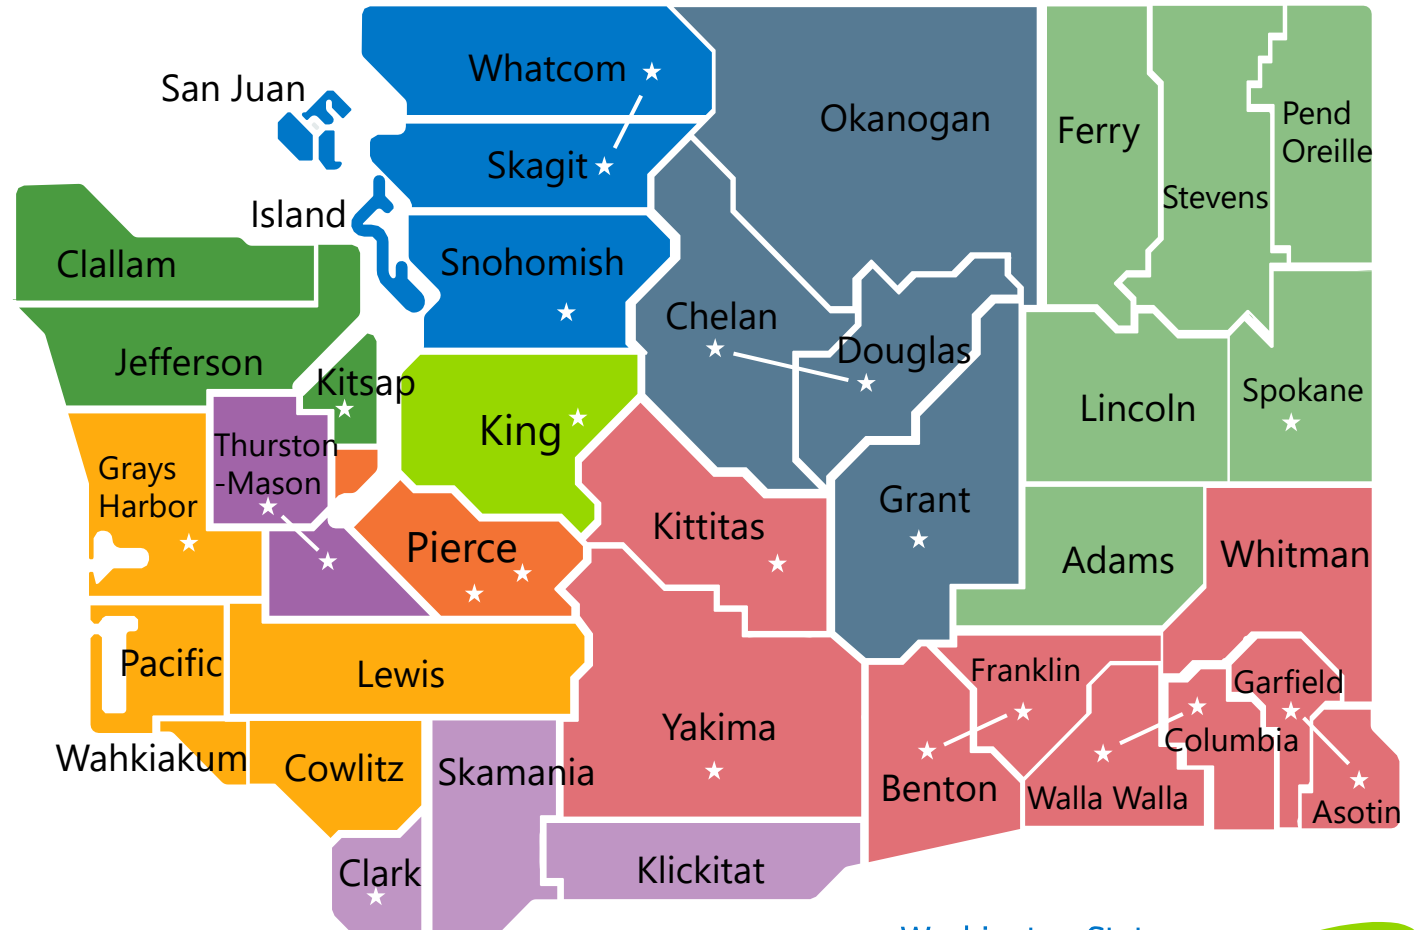 Whatcom
San Juan
Okanogan
Pend
Oreille
Ferry
Skagit
Stevens
Island
Clallam
Snohomish
Chelan
Douglas
Jefferson
Kitsap
Spokane
Lincoln
King
Thurston
-Mason
Grays
Harbor
Grant
Kittitas
Pierce
Adams
Whitman
Pacific
Lewis
Franklin
Garfield
Yakima
Columbia
Wahkiakum
Cowlitz
Skamania
Benton
Walla Walla
Asotin
Clark
Klickitat